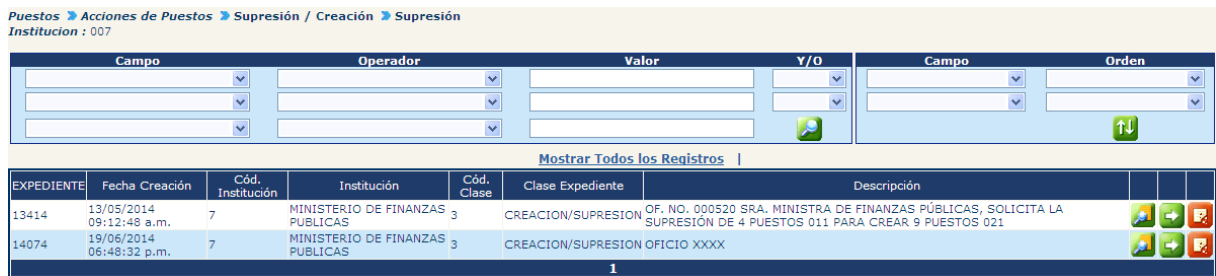 Puestos » Acciones de Puestos » Supresión / Creación » Supresión
Institucion : 007
Campo Operador Valor Y/O Campo Orden
Mostrar Todos los Registros |
EXPEDIENTE Fecha Creación Cód. Institución Institución Cód. Clase Clase Expediente Descripción
13414 13/05/2014 09:12:48 a.m. 7 MINISTERIO DE FINANZAS PUBLICAS 3 CREACION/SUPRESION OF. NO. 000520 SRA. MINISTRA DE FINANZAS PÚBLICAS, SOLICITA LA SUPRESIÓN DE 4 PUESTOS 011 PARA CREAR 9 PUESTOS 021
14074 19/06/2014 06:48:32 p.m. 7 MINISTERIO DE FINANZAS PUBLICAS 3 CREACION/SUPRESION OFICIO XXXX
1